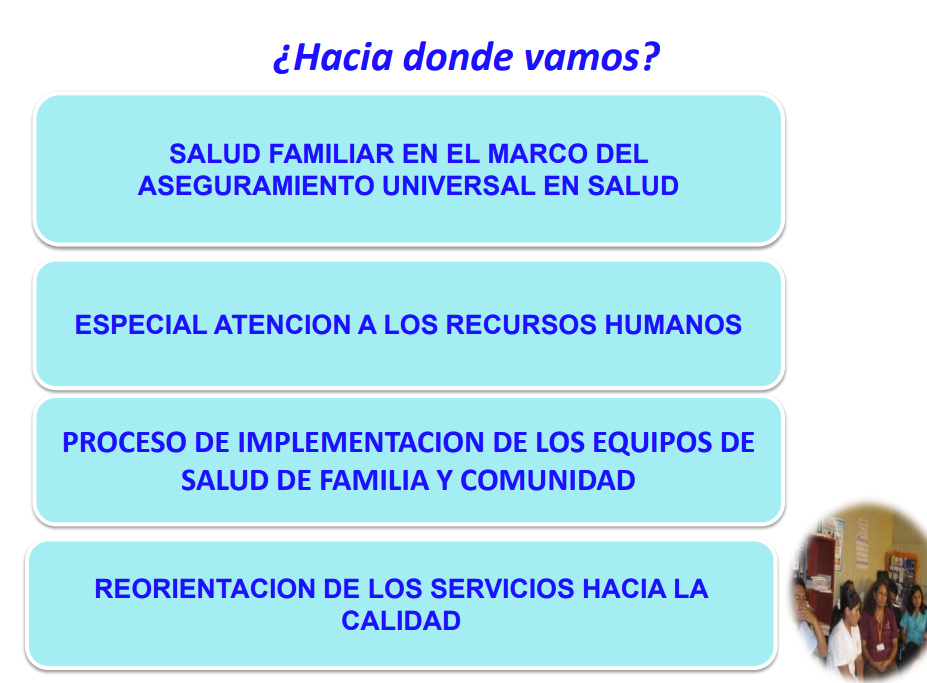 ¿Hacia donde vamos?
SALUD FAMILIAR EN EL MARCO DEL
ASEGURAMIENTO UNIVERSAL EN SALUD
ESPECIAL ATENCION A LOS RECURSOS HUMANOS
PROCESO DE IMPLEMENTACION DE LOS EQUIPOS DE
SALUD DE FAMILIA Y COMUNIDAD
REORIENTACION DE LOS SERVICIOS HACIA LA
CALIDAD